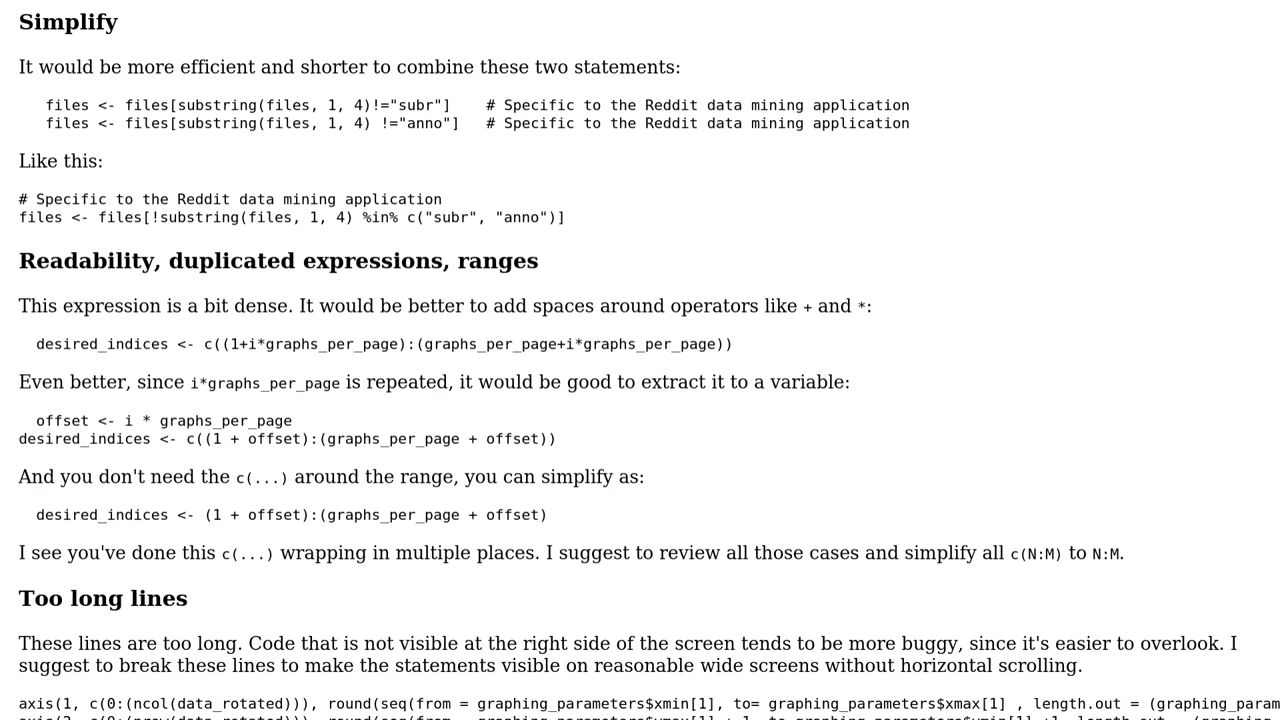 Simplify
It would be more efficient and shorter to combine these two statements:
files <- files[substring(files, 1, 4)!="subr"]    # Specific to the Reddit data mining application
files <- files[substring(files, 1, 4) !="anno"]   # Specific to the Reddit data mining application
Like this:
# Specific to the Reddit data mining application
files <- files[!substring(files, 1, 4) %in% c("subr", "anno")]
Readability, duplicated expressions, ranges
This expression is a bit dense. It would be better to add spaces around operators like + and *:
desired_indices <- c((1+i*graphs_per_page):(graphs_per_page+i*graphs_per_page))
Even better, since i*graphs_per_page is repeated, it would be good to extract it to a variable:
offset <- i * graphs_per_page
desired_indices <- c((1 + offset):(graphs_per_page + offset))
And you don't need the c(...) around the range, you can simplify as:
desired_indices <- (1 + offset):(graphs_per_page + offset)
I see you've done this c(...) wrapping in multiple places. I suggest to review all those cases and simplify all c(N:M) to N:M.
Too long lines
These lines are too long. Code that is not visible at the right side of the screen tends to be more buggy, since it's easier to overlook. I
suggest to break these lines to make the statements visible on reasonable wide screens without horizontal scrolling.
axis(1, c(0:(ncol(data_rotated))), round(seq(from = graphing_parameters$xmin[1], to= graphing_parameters$xmax[1] , length.out = (graphing_param